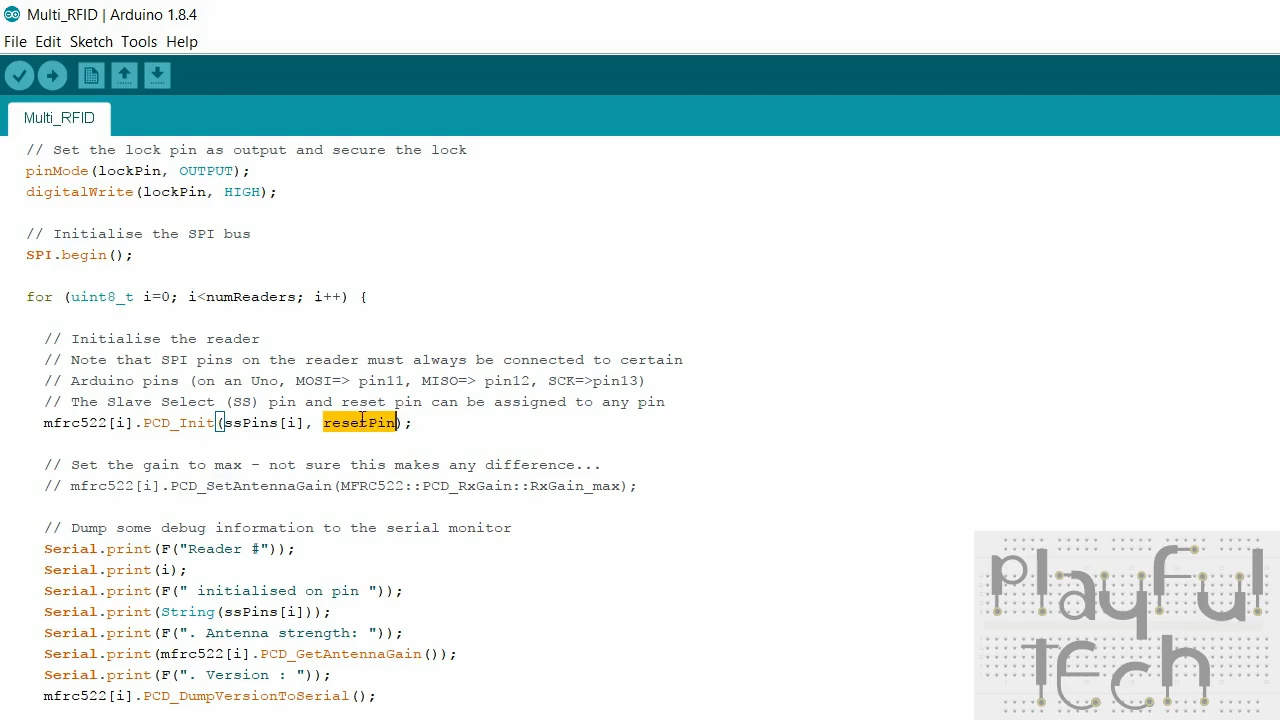 Multi_RFID | Arduino 1.8.4
File Edit Sketch Tools Help
Multi_RFID
// Set the lock pin as output and secure the lock
pinMode(lockPin, OUTPUT);
digitalWrite(lockPin, HIGH);
// Initialise the SPI bus
SPI.begin();
for (uint8_t i=0; i<numReaders; i++) {
// Initialise the reader
// Note that SPI pins on the reader must always be connected to certain
// Arduino pins (on an Uno, MOSI=> pin11, MISO=> pin12, SCK=>pin13)
// The Slave Select (SS) pin and reset pin can be assigned to any pin
mfrc522[i].PCD_Init(ssPins[i], resetPin);
// Set the gain to max - not sure this makes any difference...
// mfrc522[i].PCD_SetAntennaGain(MFRC522::PCD_RxGain::RxGain_max);
// Dump some debug information to the serial monitor
Serial.print(F("Reader #"));
Serial.print(i);
Serial.print(F(" initialised on pin "));
Serial.print(String(ssPins[i]));
Serial.print(F(". Antenna strength: "));
Serial.print(mfrc522[i].PCD_GetAntennaGain());
Serial.print(F(". Version : "));
mfrc522[i].PCD_DumpVersionToSerial();
playful
tech